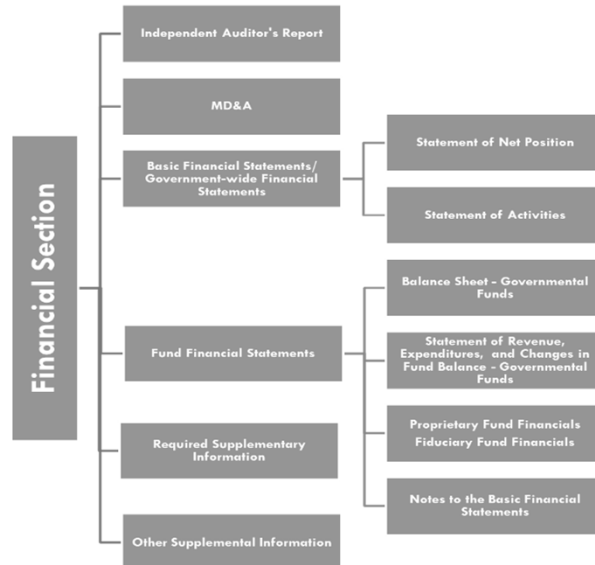 Financial Section
Independent Auditor's Report
MD&A
Basic Financial Statements/
Government-wide Financial
Statements
Statement of Net Position
Statement of Activities
Fund Financial Statements
Balance Sheet - Governmental
Funds
Statement of Revenue,
Expenditures, and Changes in
Fund Balance - Governmental
Funds
Proprietary Fund Financials
Fiduciary Fund Financials
Notes to the Basic Financial
Statements
Required Supplementary
Information
Other Supplemental Information